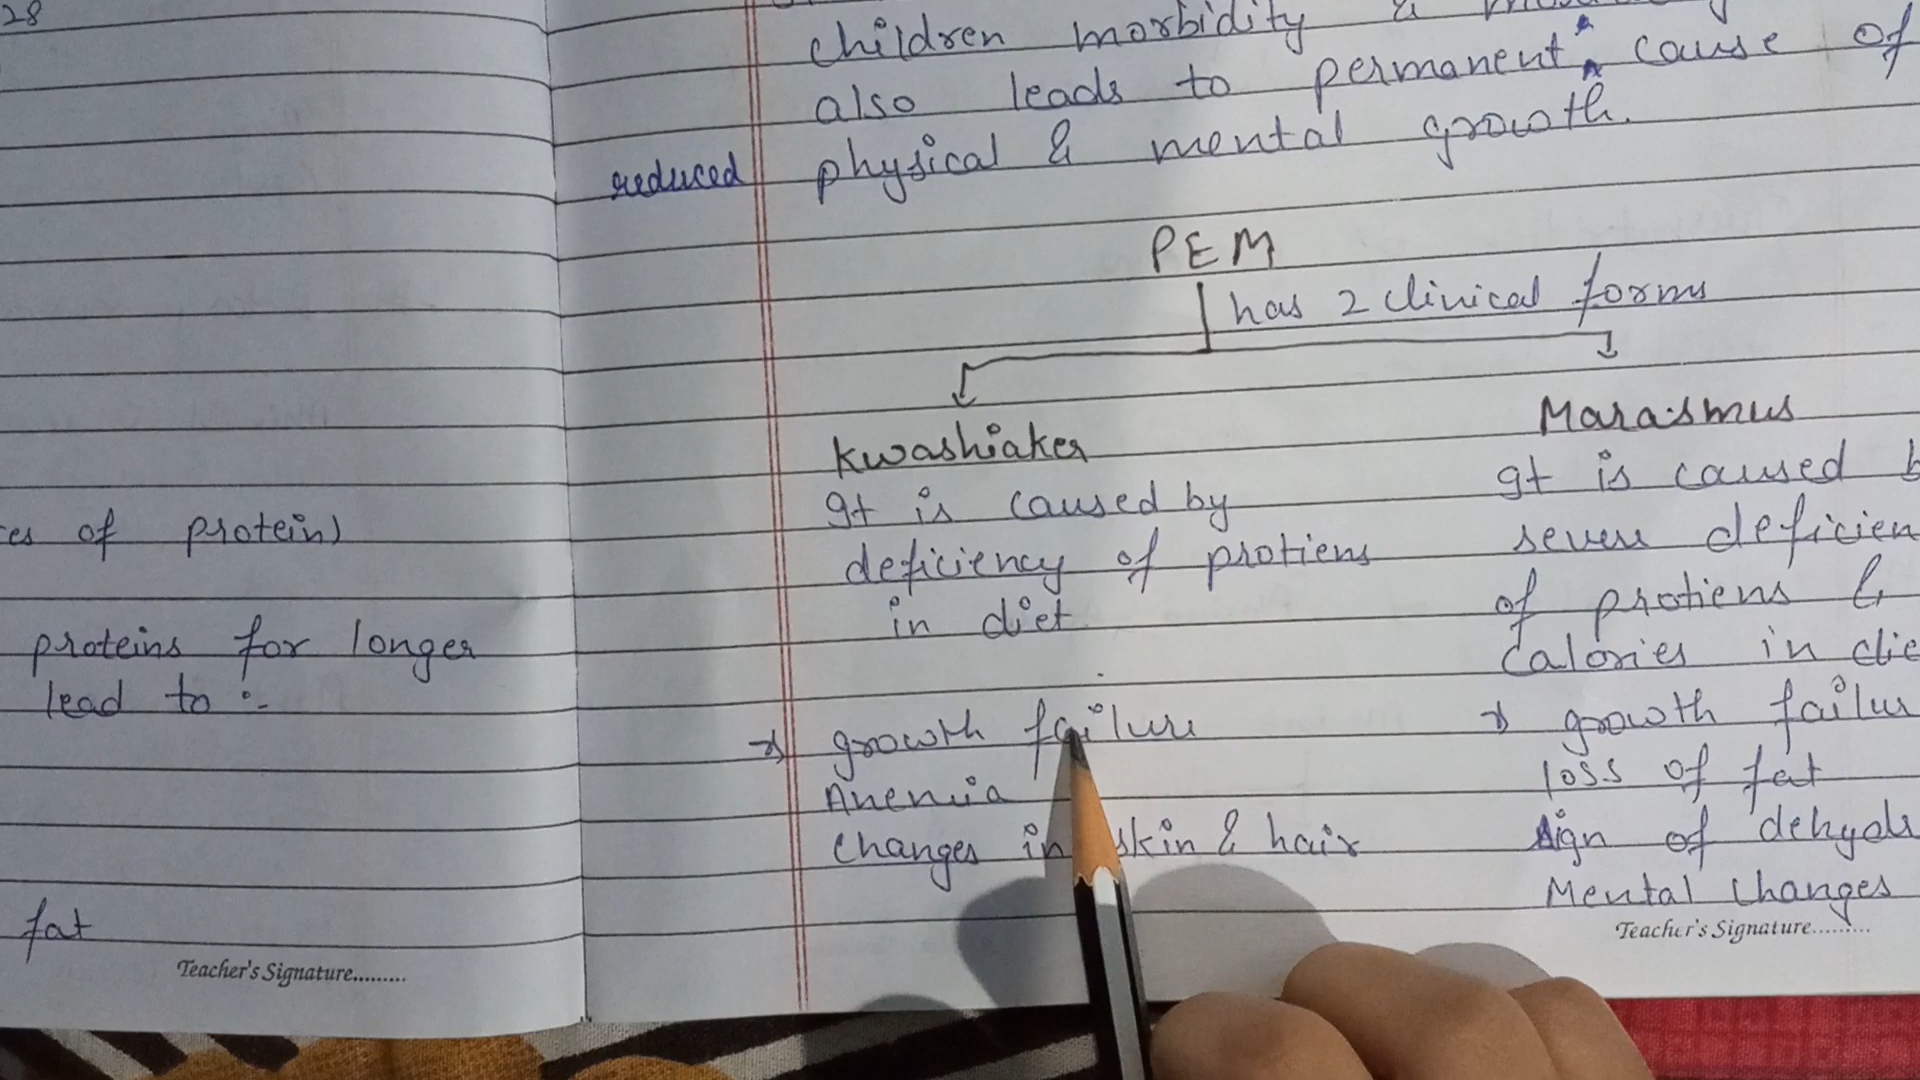 28
es of protein)
proteins for longer
lead to :-
fat
Teacher's Signature.........
children morbidity &
also leads to permanent cause of
reduced physical & mental growth.
PEM
has 2 clinical forms
Kwashiaker
It is caused by
deficiency of protiens
in diet
→ growth failure
Anemia
Changes in skin & hair
Marasmus
It is caused b
severe deficien
of protiens &
Calories in die
→ growth failur
loss of fat
Sign of dehydr
Mental Changes
Teacher's Signature.........